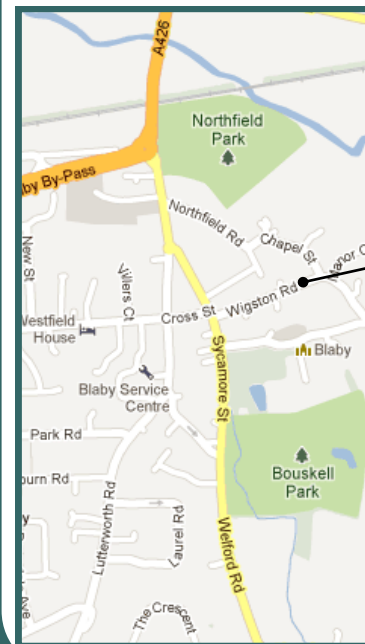 A426
Northfield
Park
by By-Pass
Northfield Rd
Chapel St
New St
Villers Ct
Manor
Wigston Rd
Cross St
Westfield
House
Blaby
Sycamore St
Blaby Service
Centre
Park Rd
Bouskell
Park
burn Rd
Lutterworth Rd
Laurel Rd
Welford Rd
The Crescent
Axe